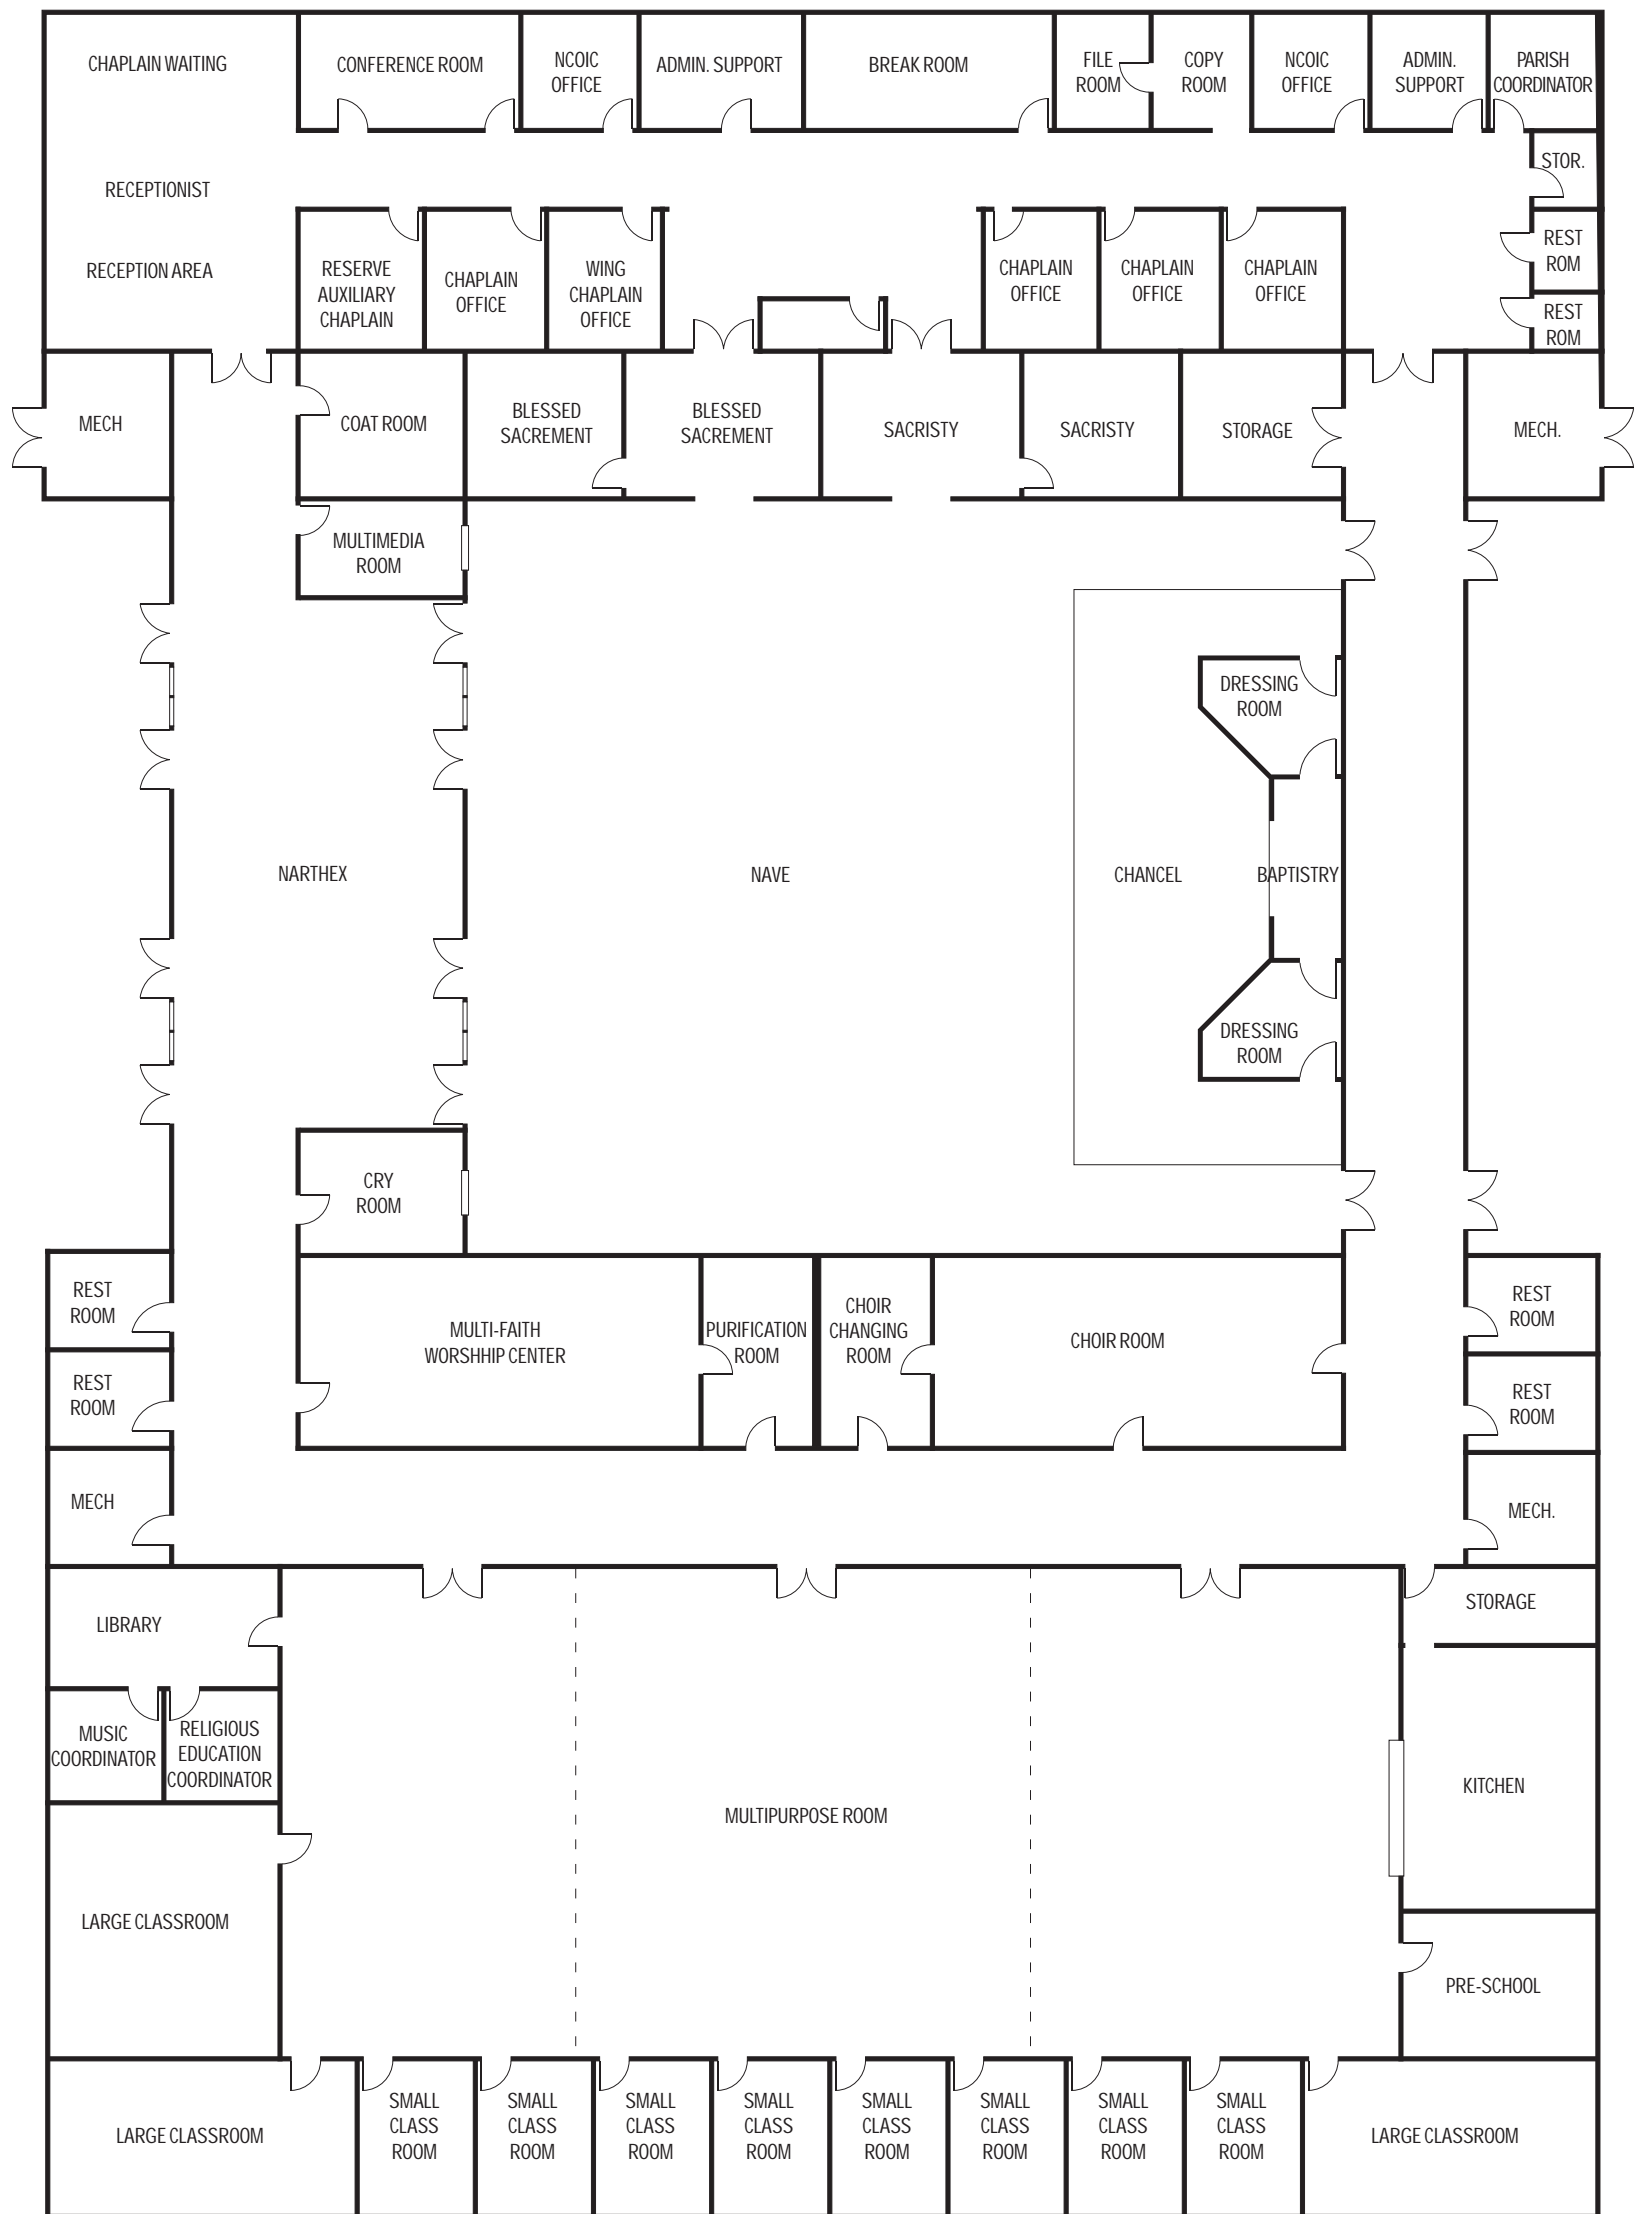 CHAPLAIN WAITING
CONFERENCE ROOM
NCOIC
OFFICE
ADMIN. SUPPORT
BREAK ROOM
FILE
ROOM
COPY
ROOM
NCOIC
OFFICE
ADMIN.
SUPPORT
PARISH
COORDINATOR
STOR.
RECEPTIONIST
RECEPTION AREA
RESERVE
AUXILIARY
CHAPLAIN
CHAPLAIN
OFFICE
WING
CHAPLAIN
OFFICE
CHAPLAIN
OFFICE
CHAPLAIN
OFFICE
CHAPLAIN
OFFICE
REST
ROM
REST
ROM
MECH
COAT ROOM
BLESSED
SACREMENT
BLESSED
SACREMENT
SACRISTY
SACRISTY
STORAGE
MECH.
MULTIMEDIA
ROOM
DRESSING
ROOM
NARTHEX
NAVE
CHANCEL
BAPTISTRY
DRESSING
ROOM
CRY
ROOM
REST
ROOM
MULTI-FAITH
WORSHHIP CENTER
PURIFICATION
ROOM
CHOIR
CHANGING
ROOM
CHOIR ROOM
REST
ROOM
REST
ROOM
REST
ROOM
MECH
MECH.
LIBRARY
STORAGE
MUSIC
COORDINATOR
RELIGIOUS
EDUCATION
COORDINATOR
MULTIPURPOSE ROOM
KITCHEN
LARGE CLASSROOM
PRE-SCHOOL
LARGE CLASSROOM
SMALL
CLASS
ROOM
SMALL
CLASS
ROOM
SMALL
CLASS
ROOM
SMALL
CLASS
ROOM
SMALL
CLASS
ROOM
SMALL
CLASS
ROOM
SMALL
CLASS
ROOM
SMALL
CLASS
ROOM
LARGE CLASSROOM